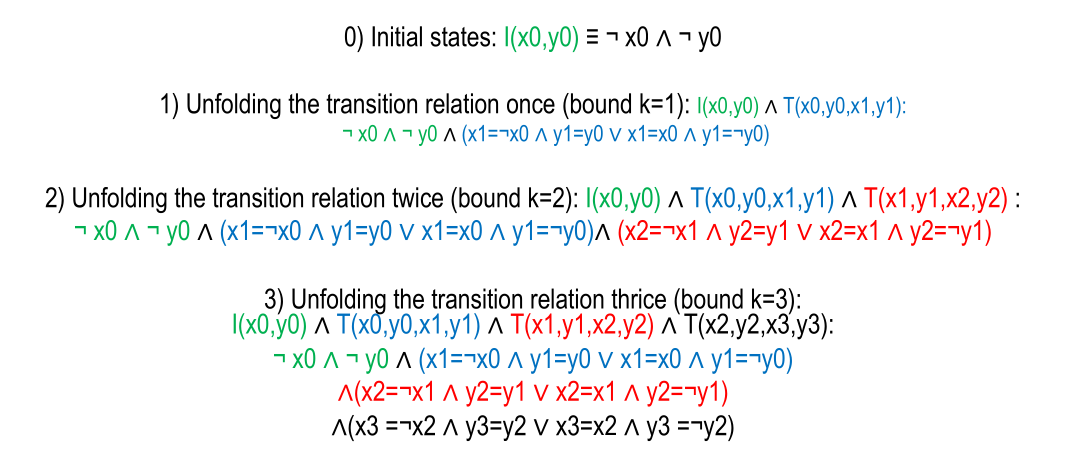 0) Initial states: I(x0,y0) ≡ ¬ x0 ∧ ¬ y0
1) Unfolding the transition relation once (bound k=1): I(x0,y0) ∧ T(x0,y0,x1,y1):
¬ x0 ∧ ¬ y0 ∧ (x1=¬x0 ∧ y1=y0 ∨ x1=x0 ∧ y1=¬y0)
2) Unfolding the transition relation twice (bound k=2): I(x0,y0) ∧ T(x0,y0,x1,y1) ∧ T(x1,y1,x2,y2) :
¬ x0 ∧ ¬ y0 ∧ (x1=¬x0 ∧ y1=y0 ∨ x1=x0 ∧ y1=¬y0)∧ (x2=¬x1 ∧ y2=y1 ∨ x2=x1 ∧ y2=¬y1)
3) Unfolding the transition relation thrice (bound k=3):
I(x0,y0) ∧ T(x0,y0,x1,y1) ∧ T(x1,y1,x2,y2) ∧ T(x2,y2,x3,y3):
¬ x0 ∧ ¬ y0 ∧ (x1=¬x0 ∧ y1=y0 ∨ x1=x0 ∧ y1=¬y0)
∧(x2=¬x1 ∧ y2=y1 ∨ x2=x1 ∧ y2=¬y1)
∧(x3 =¬x2 ∧ y3=y2 ∨ x3=x2 ∧ y3 =¬y2)